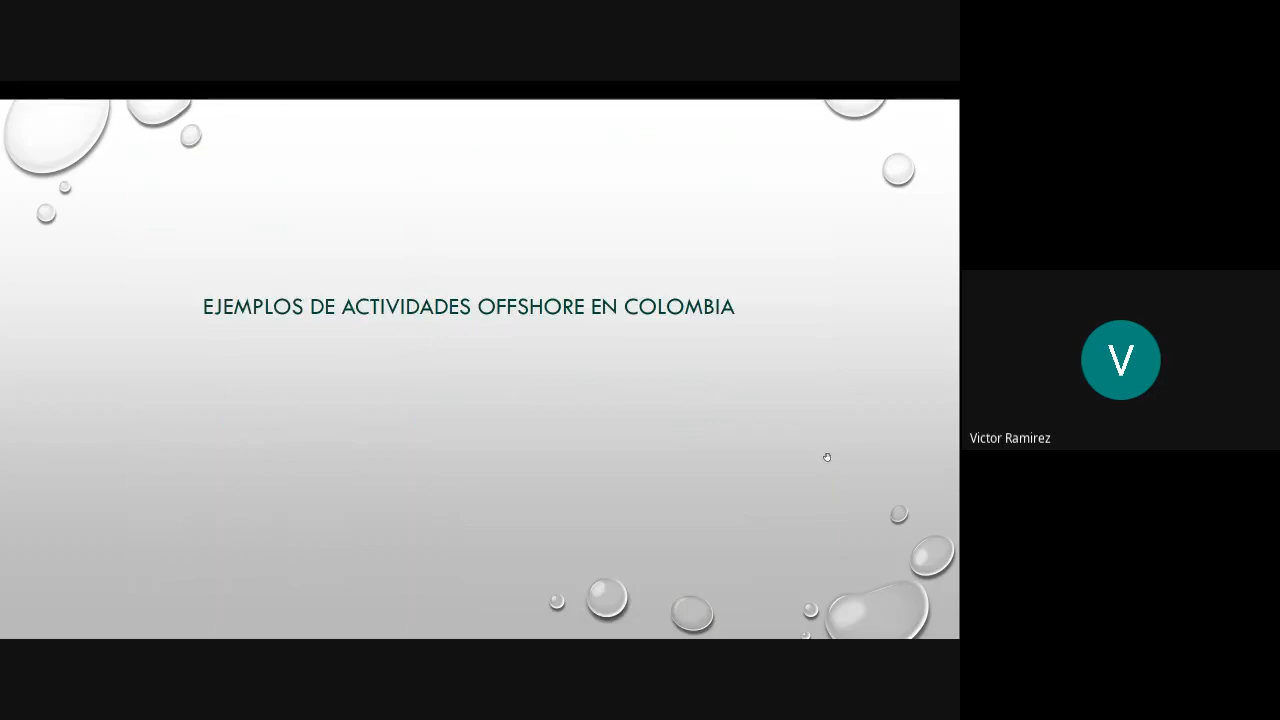 EJEMPLOS DE ACTIVIDADES OFFSHORE EN COLOMBIA
V
Victor Ramirez